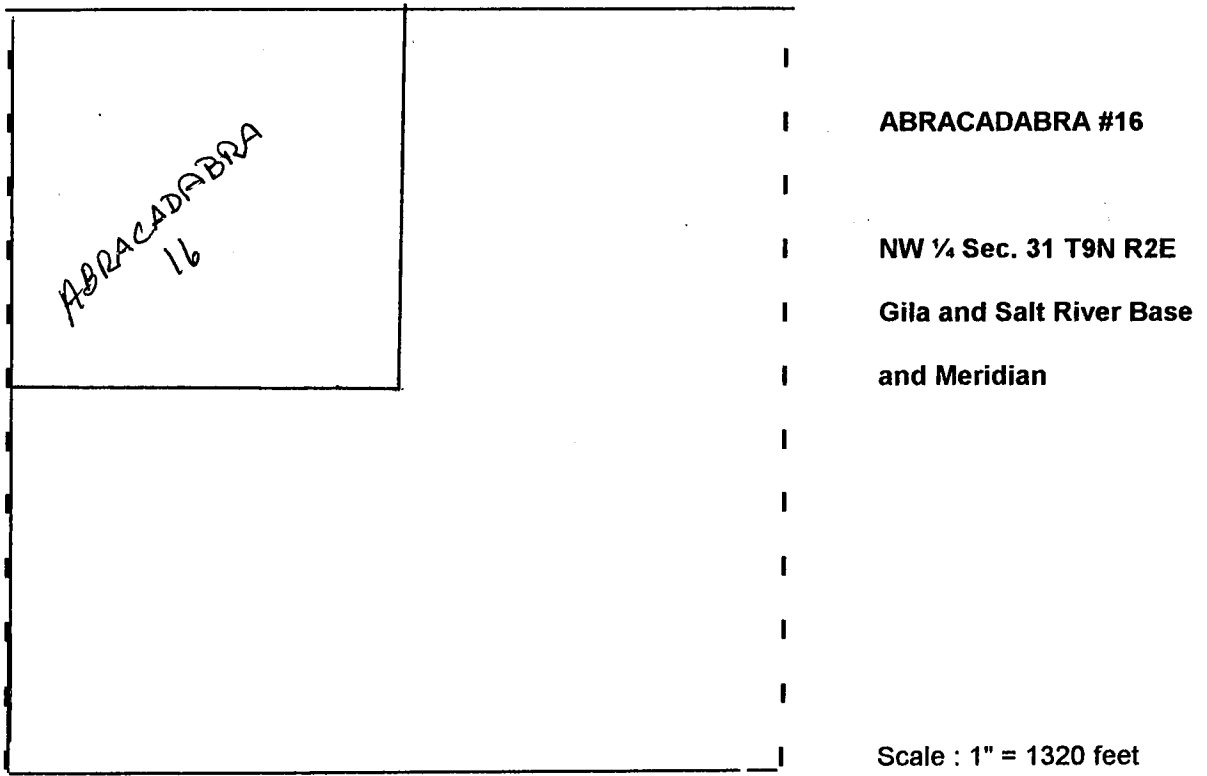 ABRACADABRA
16
ABRACADABRA #16
NW ¼ Sec. 31 T9N R2E
Gila and Salt River Base
and Meridian
Scale : 1" = 1320 feet